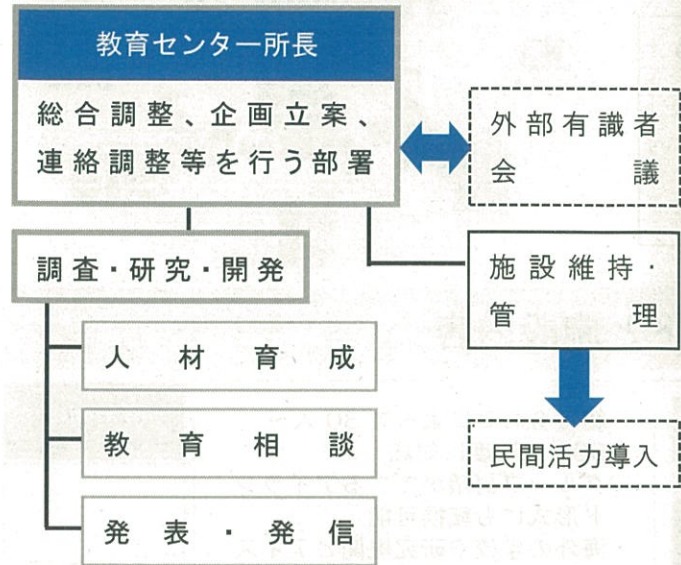 教育センター所長
総合調整、企画立案、
連絡調整等を行う部署
外部有識者
会議
調査・研究・開発
施設維持・
管理
人材育成
教育相談
民間活力導入
発表・発信